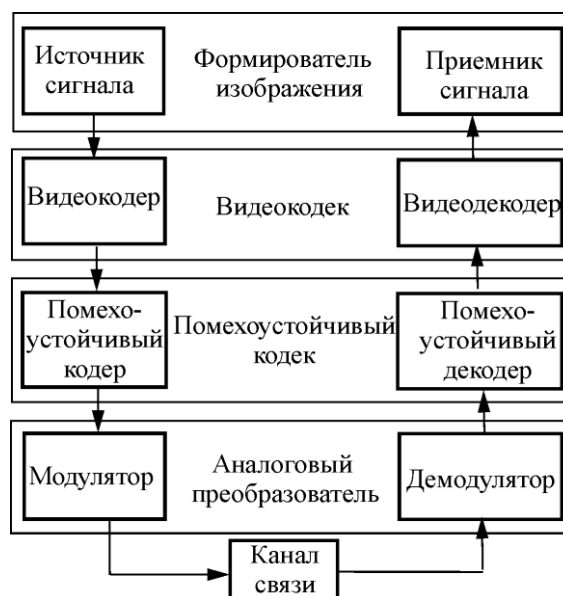 Источник
сигнала
Формирователь
изображения
Приемник
сигнала
Видеокодер
Видеокодек
Видеодекодер
Помехо-
устойчивый
кодер
Помехоустойчивый
кодек
Помехо-
устойчивый
декодер
Модулятор
Аналоговый
преобразователь
Демодулятор
Канал
связи